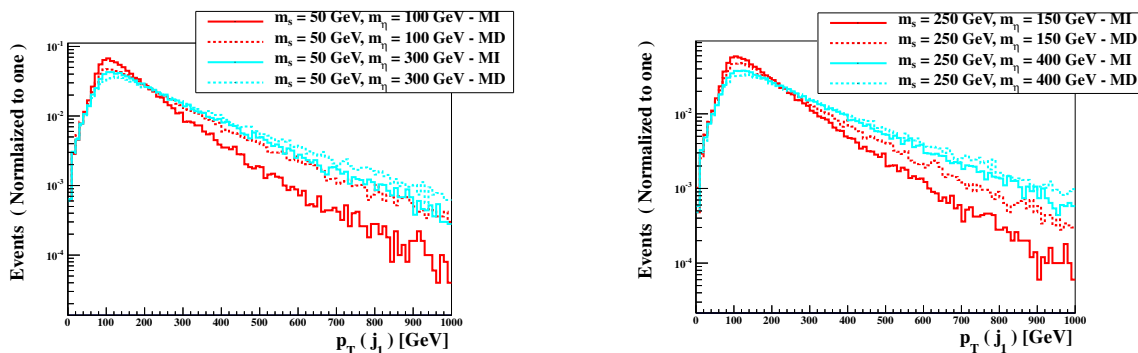 m_s = 50 GeV, m_η = 100 GeV - MI
m_s = 50 GeV, m_η = 100 GeV - MD
m_s = 50 GeV, m_η = 300 GeV - MI
m_s = 50 GeV, m_η = 300 GeV - MD
Events ( Normlaized to one)
10^-1
10^-2
10^-3
10^-4
0 100 200 300 400 500 600 700 800 900 1000
p_T ( j_1 ) [GeV]
m_s = 250 GeV, m_η = 150 GeV - MI
m_s = 250 GeV, m_η = 150 GeV - MD
m_s = 250 GeV, m_η = 400 GeV - MI
m_s = 250 GeV, m_η = 400 GeV - MD
Events ( Normalized to one)
10^-1
10^-2
10^-3
10^-4
0 100 200 300 400 500 600 700 800 900 1000
p_T ( j_1 ) [GeV]